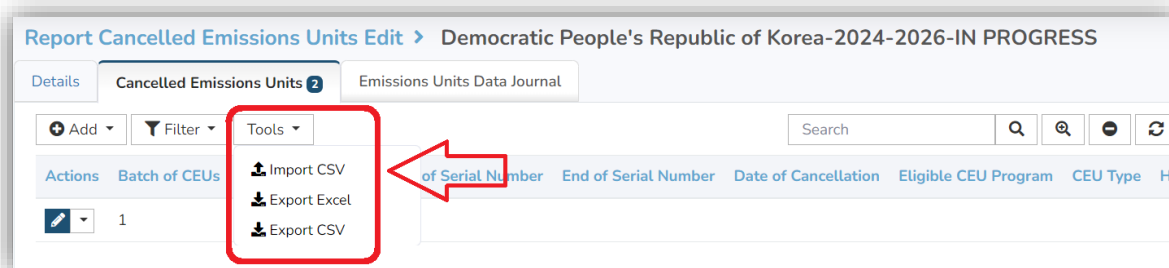 Report Cancelled Emissions Units Edit > Democratic People's Republic of Korea-2024-2026-IN PROGRESS
Details Cancelled Emissions Units 2 Emissions Units Data Journal
Add Filter Tools Search
Actions Batch of CEUs of Serial Number End of Serial Number Date of Cancellation Eligible CEU Program CEU Type H
Import CSV
Export Excel
1
Export CSV